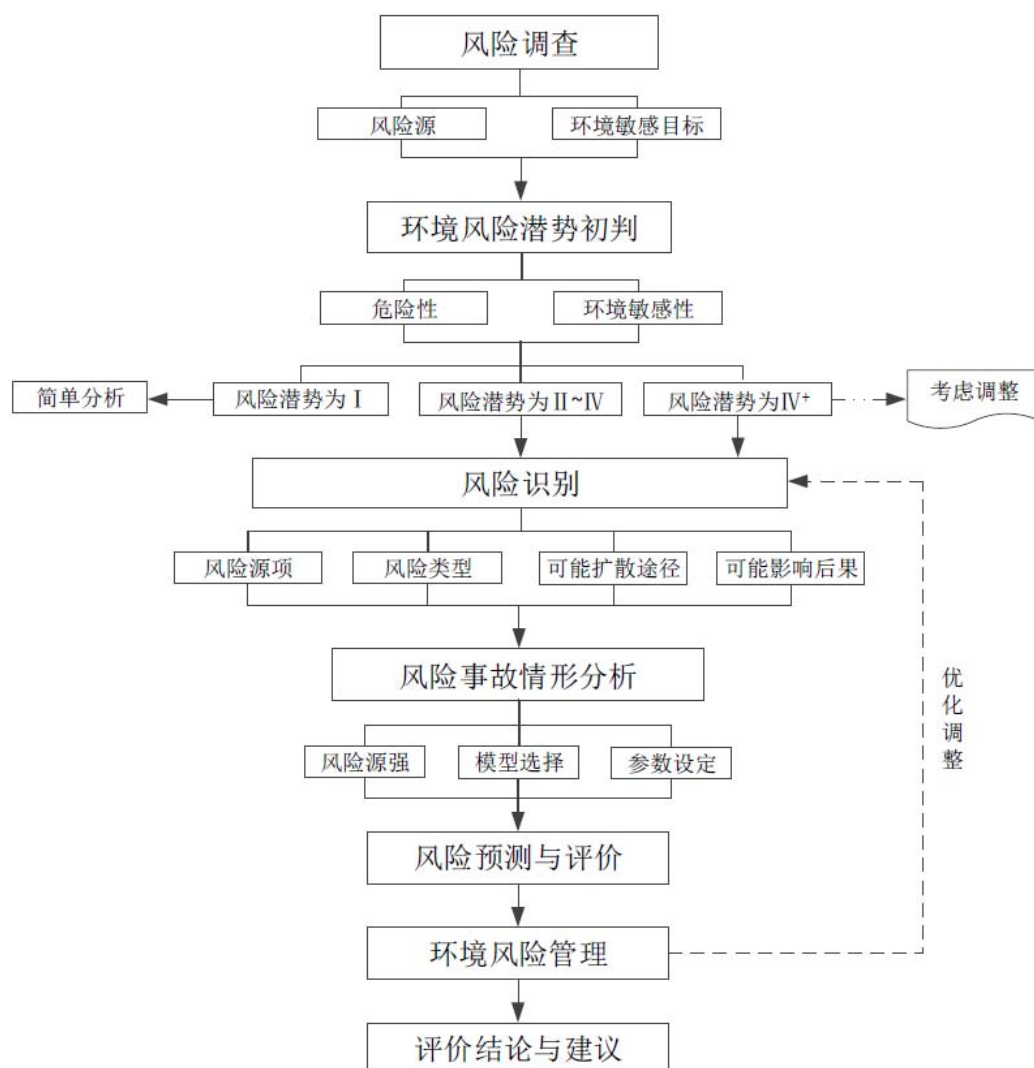 风险调查
风险源
环境敏感目标
环境风险潜势初判
危险性
环境敏感性
简单分析
风险潜势为Ⅰ
风险潜势为Ⅱ~Ⅳ
风险潜势为Ⅳ⁺
考虑调整
风险识别
风险源项
风险类型
可能扩散途径
可能影响后果
风险事故情形分析
优化调整
风险源强
模型选择
参数设定
风险预测与评价
环境风险管理
评价结论与建议